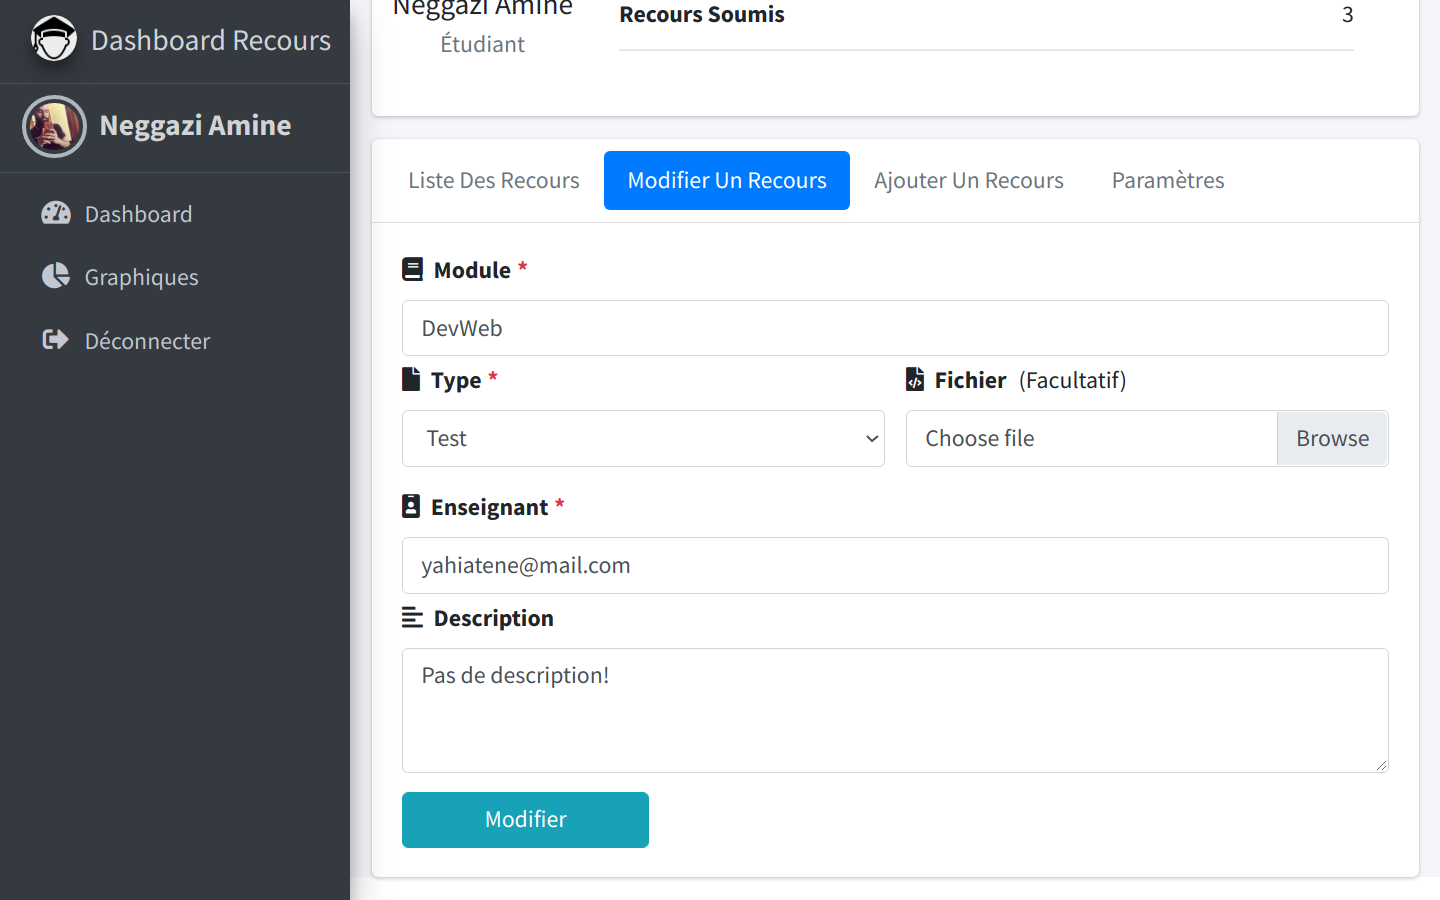 Dashboard Recours
Neggazi Amine
Dashboard
Graphiques
Déconnecter
Neggazi Amine
Étudiant
Recours Soumis 3
Liste Des Recours Modifier Un Recours Ajouter Un Recours Paramètres
Module *
DevWeb
Type * Fichier (Facultatif)
Test Choose file Browse
Enseignant *
yahiatene@mail.com
Description
Pas de description!
Modifier